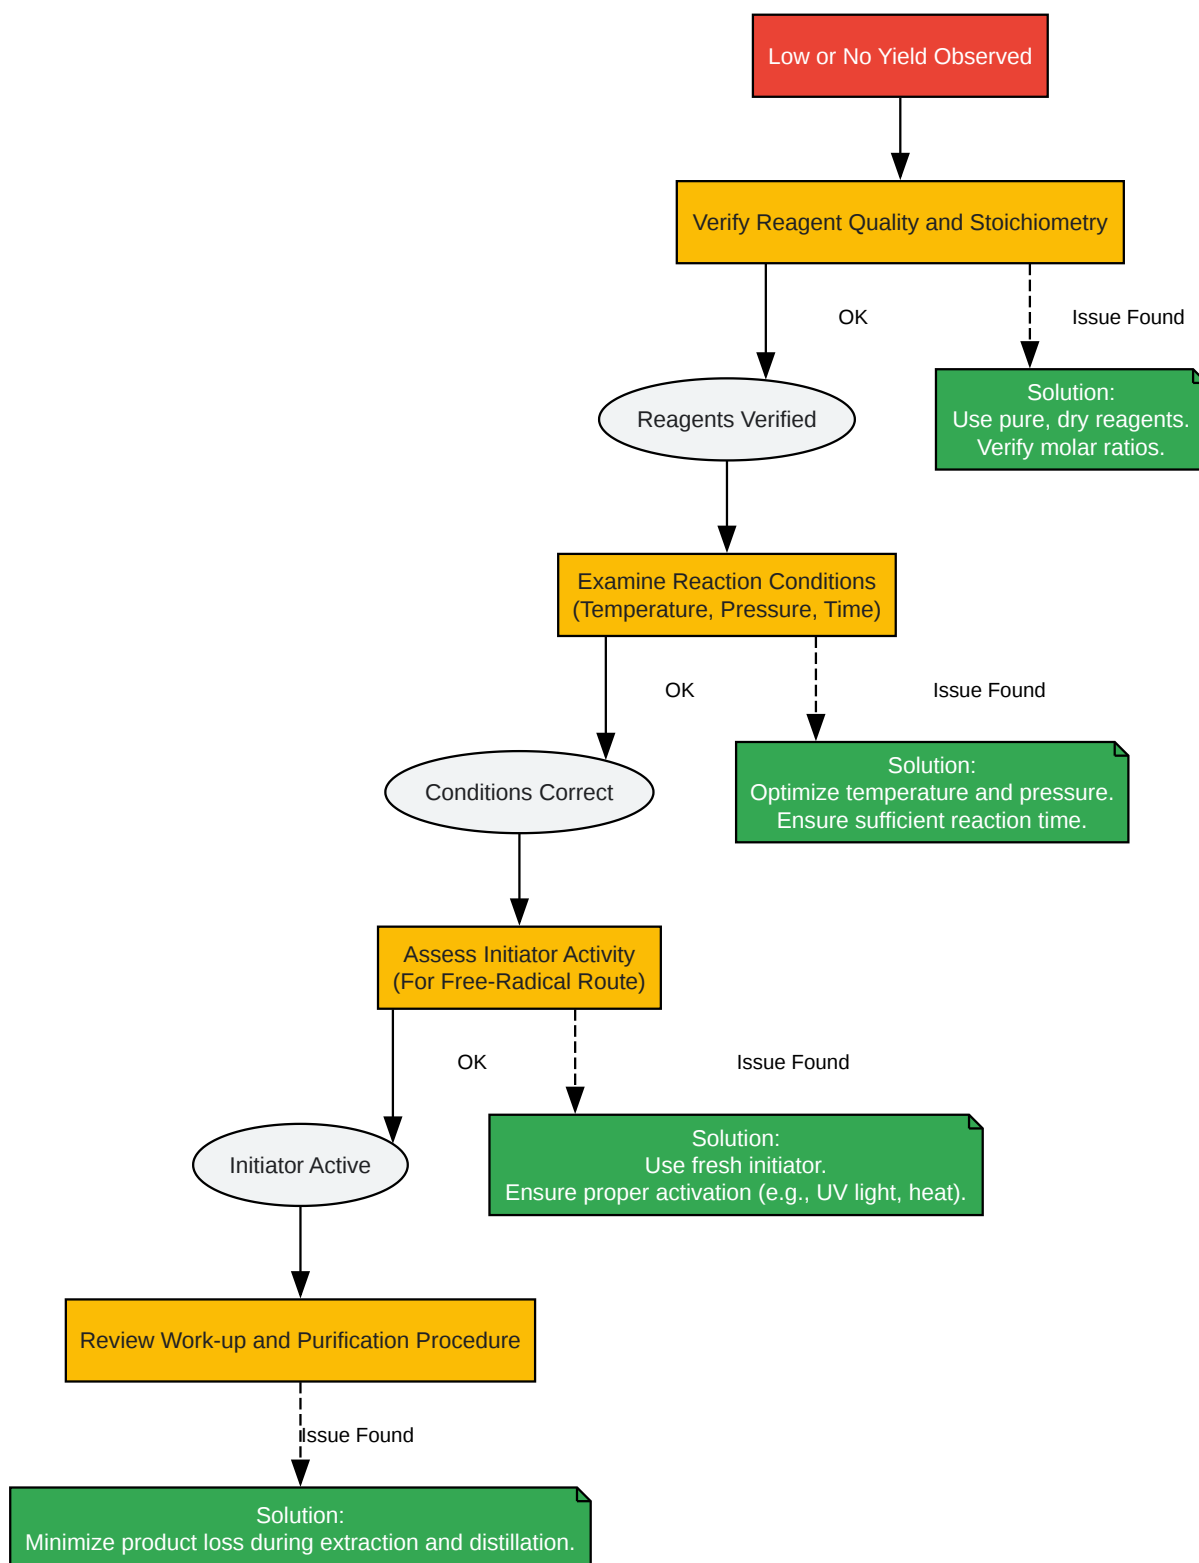 Low or No Yield Observed
Verify Reagent Quality and Stoichiometry
OK
Issue Found
Reagents Verified
Solution:
Use pure, dry reagents.
Verify molar ratios.
Examine Reaction Conditions
(Temperature, Pressure, Time)
OK
Issue Found
Conditions Correct
Solution:
Optimize temperature and pressure.
Ensure sufficient reaction time.
Assess Initiator Activity
(For Free-Radical Route)
OK
Issue Found
Initiator Active
Solution:
Use fresh initiator.
Ensure proper activation (e.g., UV light, heat).
Review Work-up and Purification Procedure
Issue Found
Solution:
Minimize product loss during extraction and distillation.